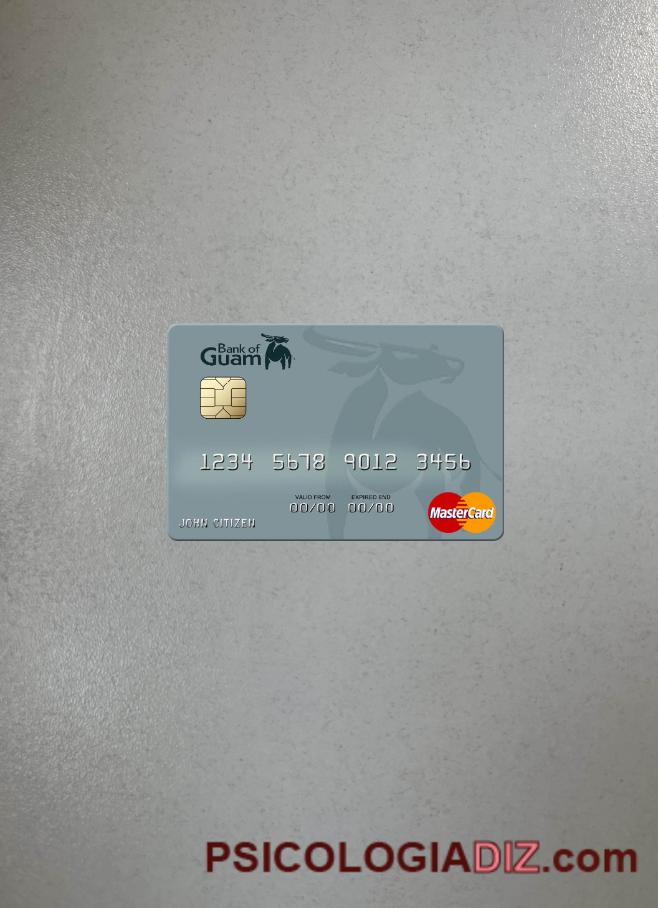 Bank of
Guam
1234 5678 9012 3456
VALID FROM EXPIRED END
00/00 00/00
JOHN CITIZEN
MasterCard
PSICOLOGIADIZ.com